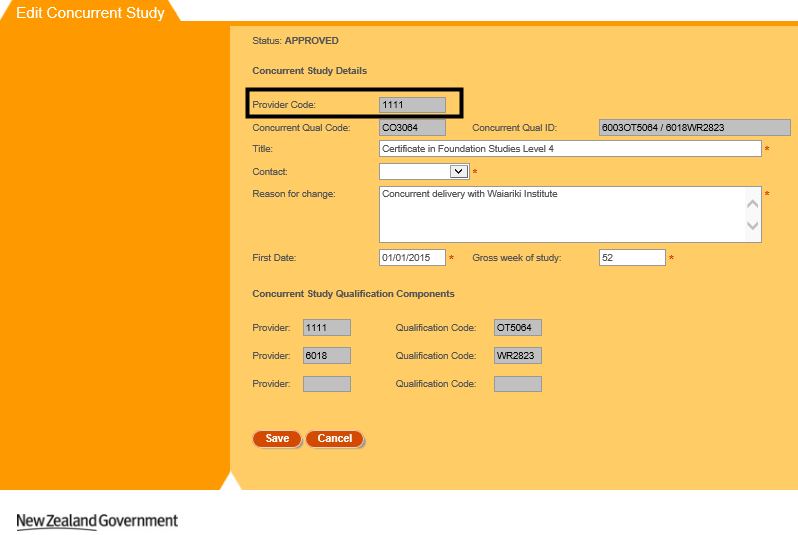 Edit Concurrent Study
Status: APPROVED
Concurrent Study Details
Provider Code: 1111
Concurrent Qual Code: CO3064 Concurrent Qual ID: 6003OT5064 / 6018WR2823
Title: Certificate in Foundation Studies Level 4 *
Contact: *
Reason for change: Concurrent delivery with Waiariki Institute *
First Date: 01/01/2015 * Gross week of study: 52 *
Concurrent Study Qualification Components
Provider: 1111 Qualification Code: OT5064
Provider: 6018 Qualification Code: WR2823
Provider: Qualification Code:
Save Cancel
New Zealand Government